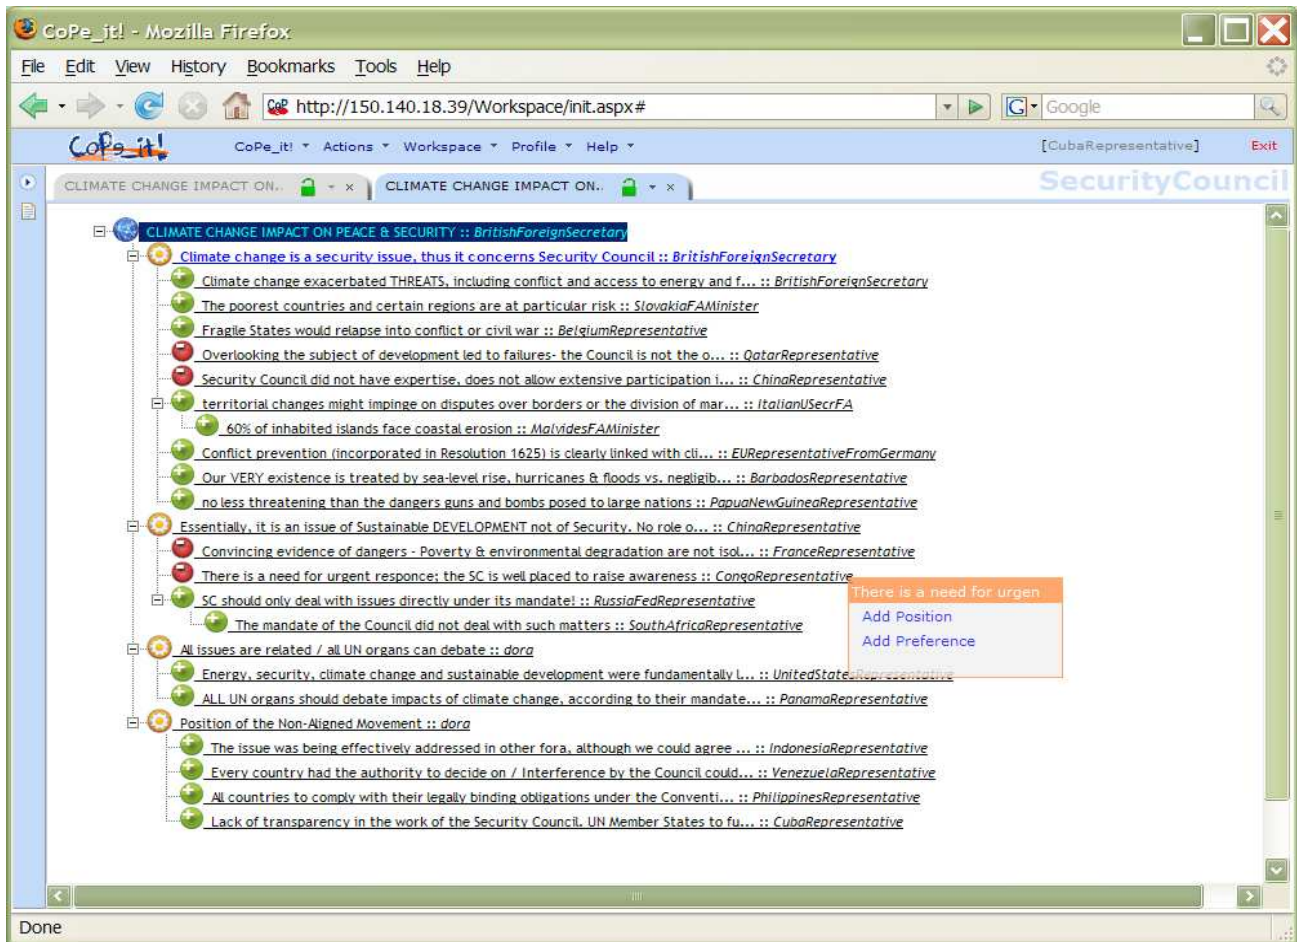 CoPe_it! - Mozilla Firefox
File Edit View History Bookmarks Tools Help
CoP http://150.140.18.39/Workspace/init.aspx# G Google
CoPe_it! CoPe_it! Actions Workspace Profile Help [CubaRepresentative] Exit
CLIMATE CHANGE IMPACT ON.. x CLIMATE CHANGE IMPACT ON.. x SecurityCouncil
CLIMATE CHANGE IMPACT ON PEACE & SECURITY :: BritishForeignSecretary
Climate change is a security issue, thus it concerns Security Council :: BritishForeignSecretary
Climate change exacerbated THREATS, including conflict and access to energy and f... :: BritishForeignSecretary
The poorest countries and certain regions are at particular risk :: SlovakiaFAMinister
Fragile States would relapse into conflict or civil war :: BelgiumRepresentative
Overlooking the subject of development led to failures- the Council is not the o... :: QatarRepresentative
Security Council did not have expertise, does not allow extensive participation i... :: ChinaRepresentative
territorial changes might impinge on disputes over borders or the division of mar... :: ItalianUSecrFA
60% of inhabited islands face coastal erosion :: MalvidesFAMinister
Conflict prevention (incorporated in Resolution 1625) is clearly linked with cli... :: EURepresentativeFromGermany
Our VERY existence is treated by sea-level rise, hurricanes & floods vs. negligib... :: BarbadosRepresentative
no less threatening than the dangers guns and bombs posed to large nations :: PapuaNewGuineaRepresentative
Essentially, it is an issue of Sustainable DEVELOPMENT not of Security. No role o... :: ChinaRepresentative
Convincing evidence of dangers - Poverty & environmental degradation are not isol... :: FranceRepresentative
There is a need for urgent responce; the SC is well placed to raise awareness :: CongoRepresentative
There is a need for urgen
SC should only deal with issues directly under its mandate! :: RussiaFedRepresentative
Add Position
The mandate of the Council did not deal with such matters :: SouthAfricaRepresentative
Add Preference
All issues are related / all UN organs can debate :: dora
Energy, security, climate change and sustainable development were fundamentally l... :: UnitedStatesRepresentative
ALL UN organs should debate impacts of climate change, according to their mandate... :: PanamaRepresentative
Position of the Non-Aligned Movement :: dora
The issue was being effectively addressed in other fora, although we could agree ... :: IndonesiaRepresentative
Every country had the authority to decide on / Interference by the Council could... :: VenezuelaRepresentative
All countries to comply with their legally binding obligations under the Conventi... :: PhilippinesRepresentative
Lack of transparency in the work of the Security Council. UN Member States to fu... :: CubaRepresentative
Done